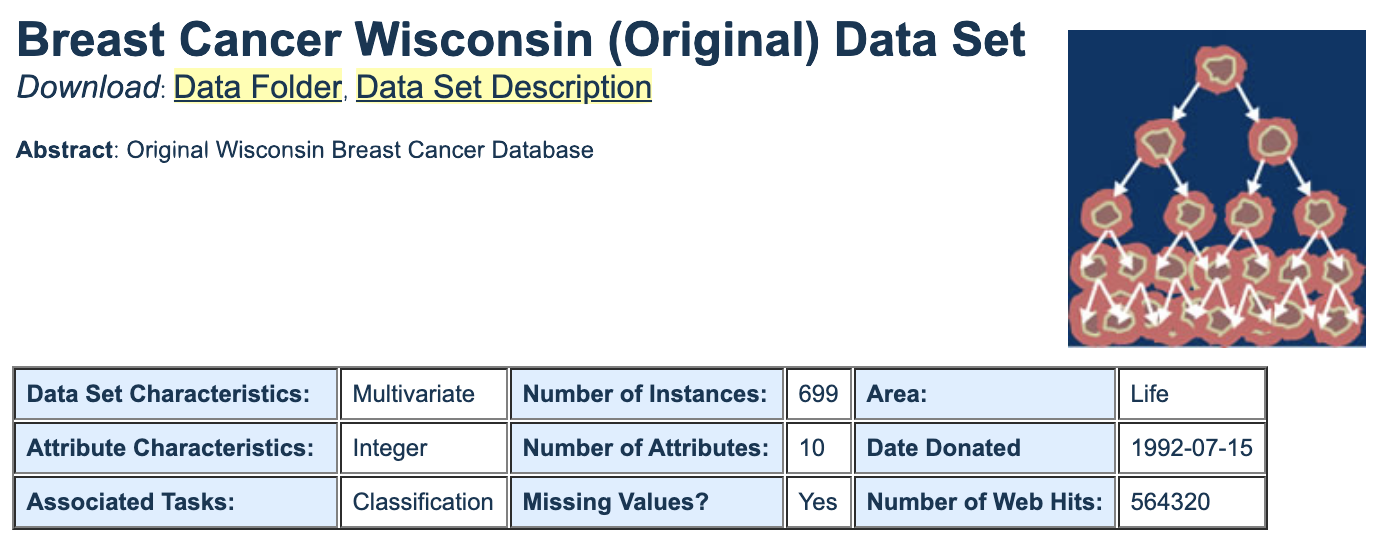 Breast Cancer Wisconsin (Original) Data Set
Download: Data Folder, Data Set Description
Abstract: Original Wisconsin Breast Cancer Database
Data Set Characteristics: Multivariate Number of Instances: 699 Area: Life
Attribute Characteristics: Integer Number of Attributes: 10 Date Donated 1992-07-15
Associated Tasks: Classification Missing Values? Yes Number of Web Hits: 564320